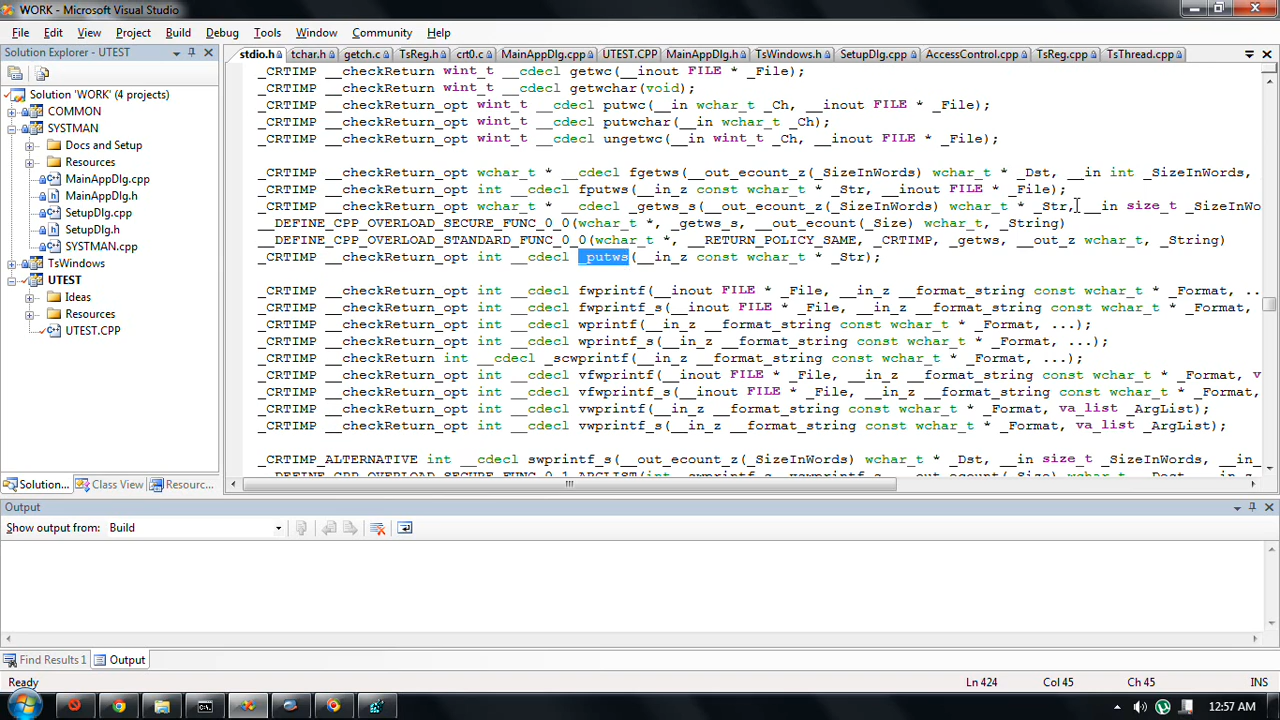 WORK - Microsoft Visual Studio
File Edit View Project Build Debug Tools Window Community Help
Solution Explorer - UTEST
stdio.h tchar.h getch.c TsReg.h crt0.c MainAppDlg.cpp UTEST.CPP MainAppDlg.h TsWindows.h SetupDlg.cpp AccessControl.cpp TsReg.cpp TsThread.cpp
Solution 'WORK' (4 projects)
COMMON
SYSTMAN
Docs and Setup
Resources
MainAppDlg.cpp
MainAppDlg.h
SetupDlg.cpp
SetupDlg.h
SYSTMAN.cpp
TsWindows
UTEST
Ideas
Resources
UTEST.CPP
Solution... Class View Resourc...
_CRTIMP __checkReturn wint_t __cdecl getwc(__inout FILE * _File);
_CRTIMP __checkReturn wint_t __cdecl getwchar(void);
_CRTIMP __checkReturn_opt wint_t __cdecl putwc(__in wchar_t _Ch, __inout FILE * _File);
_CRTIMP __checkReturn_opt wint_t __cdecl putwchar(__in wchar_t _Ch);
_CRTIMP __checkReturn_opt wint_t __cdecl ungetwc(__in wint_t _Ch, __inout FILE * _File);
_CRTIMP __checkReturn_opt wchar_t * __cdecl fgetws(__out_ecount_z(_SizeInWords) wchar_t * _Dst, __in int _SizeInWords,
_CRTIMP __checkReturn_opt int __cdecl fputws(__in_z const wchar_t * _Str, __inout FILE * _File);
_CRTIMP __checkReturn_opt wchar_t * __cdecl _getws_s(__out_ecount_z(_SizeInWords) wchar_t * _Str, __in size_t _SizeInWo
__DEFINE_CPP_OVERLOAD_SECURE_FUNC_0_0(wchar_t *, _getws_s, __out_ecount(_Size) wchar_t, _String)
__DEFINE_CPP_OVERLOAD_STANDARD_FUNC_0_0(wchar_t *, __RETURN_POLICY_SAME, _CRTIMP, _getws, __out_z wchar_t, _String)
_CRTIMP __checkReturn_opt int __cdecl _putws(__in_z const wchar_t * _Str);
_CRTIMP __checkReturn_opt int __cdecl fwprintf(__inout FILE * _File, __in_z __format_string const wchar_t * _Format, ..
_CRTIMP __checkReturn_opt int __cdecl fwprintf_s(__inout FILE * _File, __in_z __format_string const wchar_t * _Format,
_CRTIMP __checkReturn_opt int __cdecl wprintf(__in_z __format_string const wchar_t * _Format, ...);
_CRTIMP __checkReturn_opt int __cdecl wprintf_s(__in_z __format_string const wchar_t * _Format, ...);
_CRTIMP __checkReturn int __cdecl _scwprintf(__in_z __format_string const wchar_t * _Format, ...);
_CRTIMP __checkReturn_opt int __cdecl vfwprintf(__inout FILE * _File, __in_z __format_string const wchar_t * _Format, v
_CRTIMP __checkReturn_opt int __cdecl vfwprintf_s(__inout FILE * _File, __in_z __format_string const wchar_t * _Format,
_CRTIMP __checkReturn_opt int __cdecl vwprintf(__in_z __format_string const wchar_t * _Format, va_list _ArgList);
_CRTIMP __checkReturn_opt int __cdecl vwprintf_s(__in_z __format_string const wchar_t * _Format, va_list _ArgList);
_CRTIMP_ALTERNATIVE int __cdecl swprintf_s(__out_ecount_z(_SizeInWords) wchar_t * _Dst, __in size_t _SizeInWords, __in_
Output
Show output from: Build
Find Results 1 Output
Ready Ln 424 Col 45 Ch 45 INS
12:57 AM